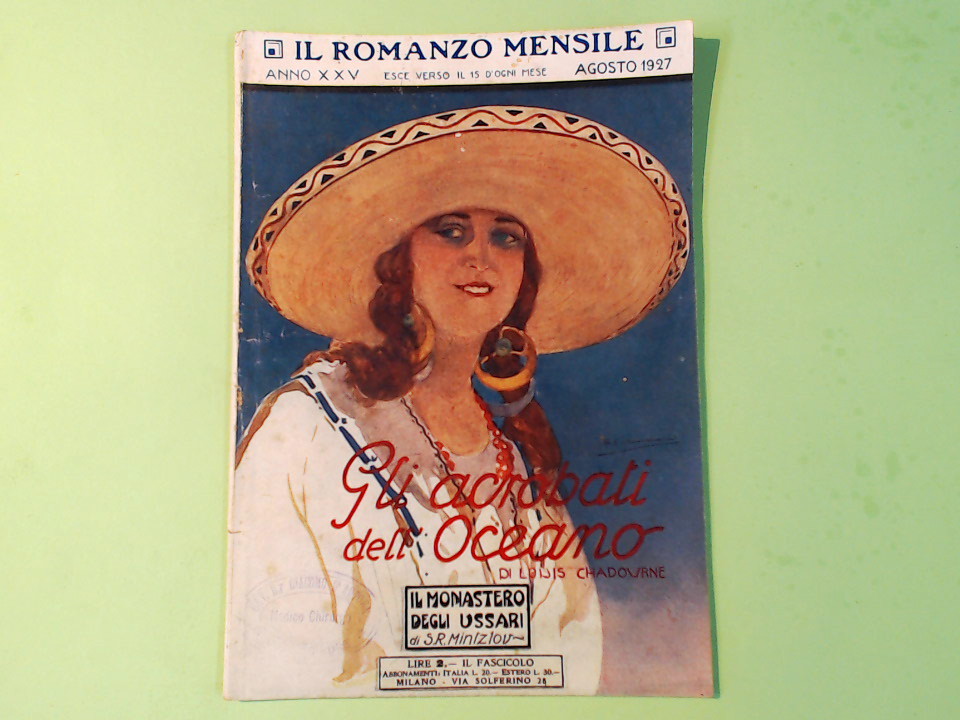 IL ROMANZO MENSILE
ANNO XXV ESCE VERSO IL 15 D'OGNI MESE AGOSTO 1927
Gli acrobati
dell'Oceano
DI LOUIS CHADOURNE
IL MONASTERO
DEGLI USSARI
di S.R. Minizlov
LIRE 2.— IL FASCICOLO
ABBONAMENTI: ITALIA L. 20.— ESTERO L. 30.—
MILANO - VIA SOLFERINO 28